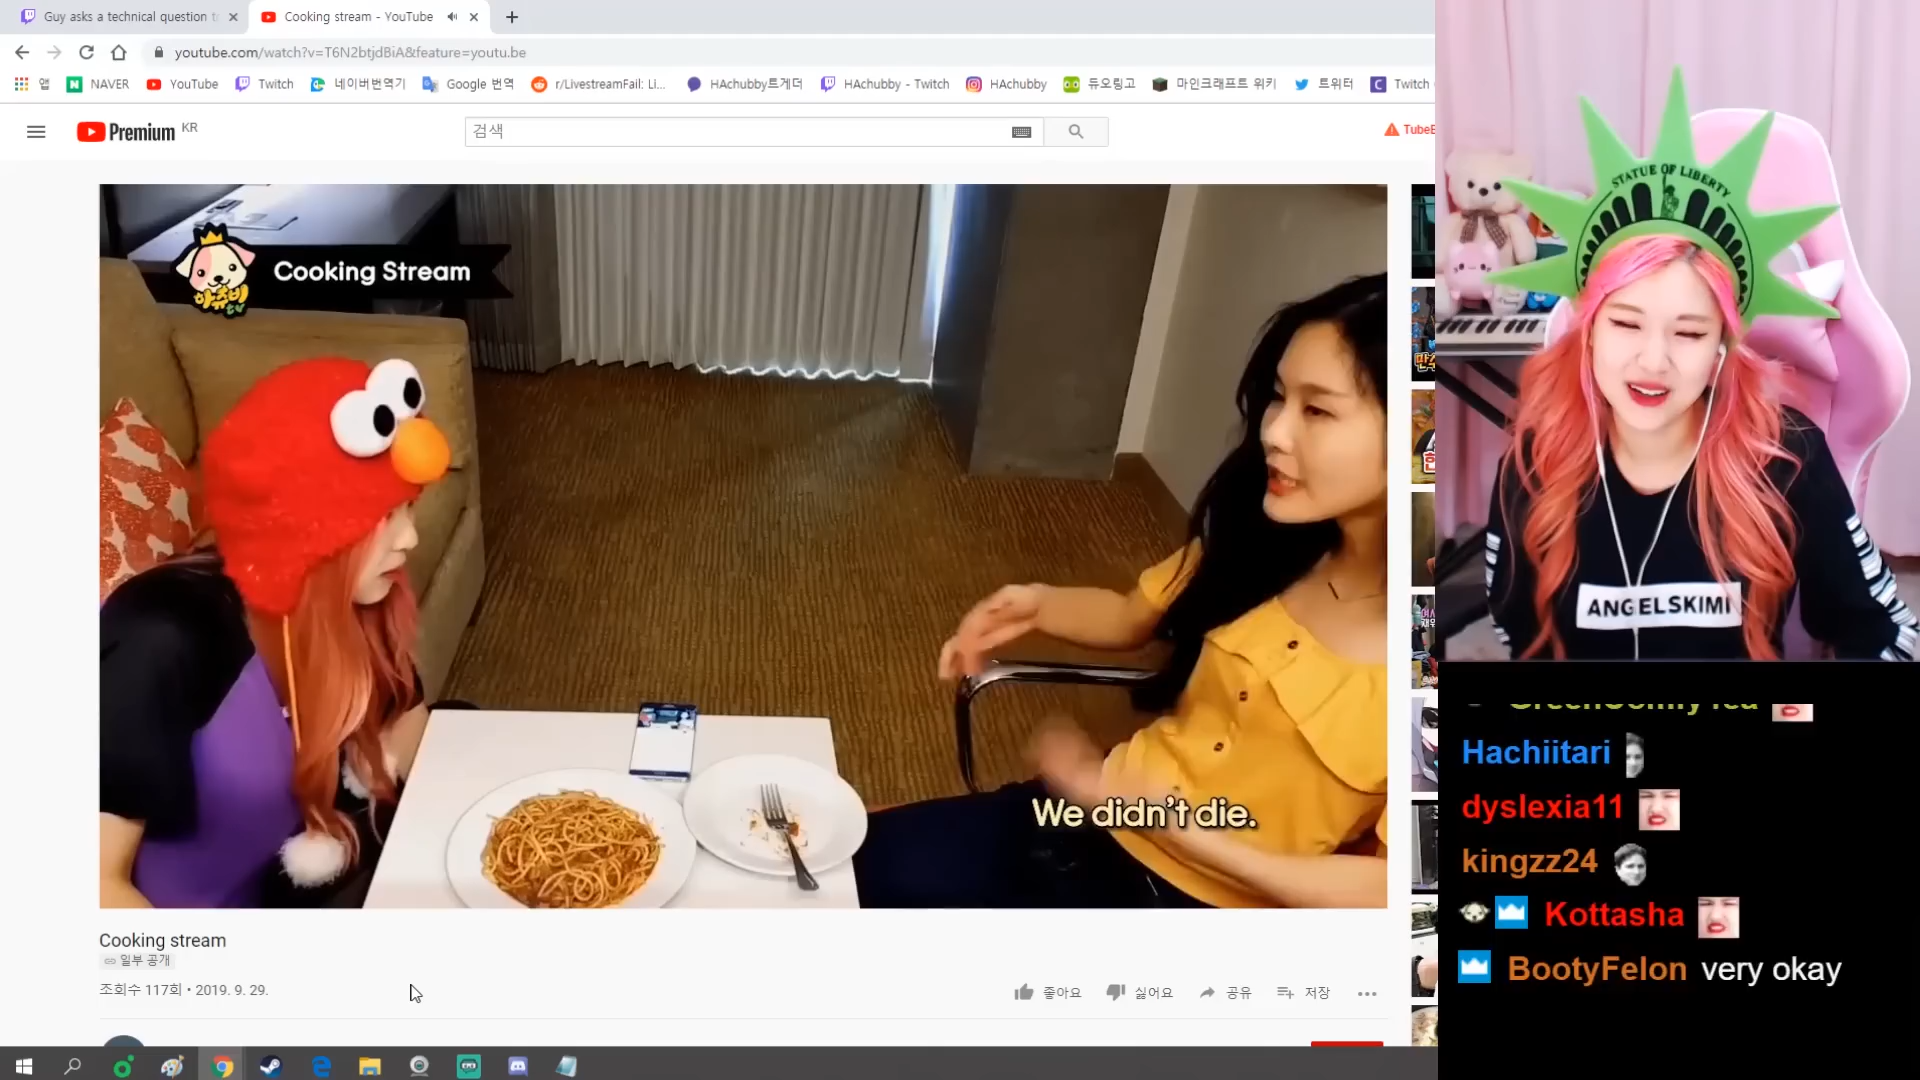 Guy asks a technical question t
Cooking stream - YouTube
youtube.com/watch?v=T6N2btjdBiA&feature=youtu.be
앱
NAVER
YouTube
Twitch
네이버번역기
Google 번역
r/LivestreamFail: Li...
HAchubby트게더
HAchubby - Twitch
HAchubby
듀오링고
마인크래프트 위키
트위터
Twitch
Premium KR
검색
TubeB
하츄비 tv
Cooking Stream
We didn't die.
STATUE OF LIBERTY
ANGELSKIMI
Hachiitari
dyslexia11
kingzz24
Kottasha
BootyFelon very okay
Cooking stream
일부 공개
조회수 117회 • 2019. 9. 29.
좋아요
싫어요
공유
저장